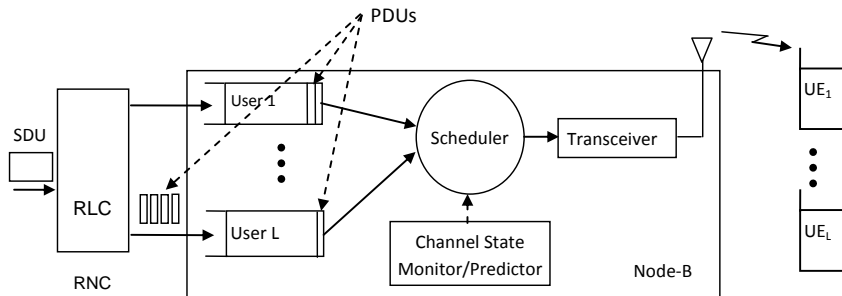 PDUs
User 1
UE1
SDU
Scheduler
Transceiver
RLC
User L
Channel State
Monitor/Predictor
UEL
Node-B
RNC